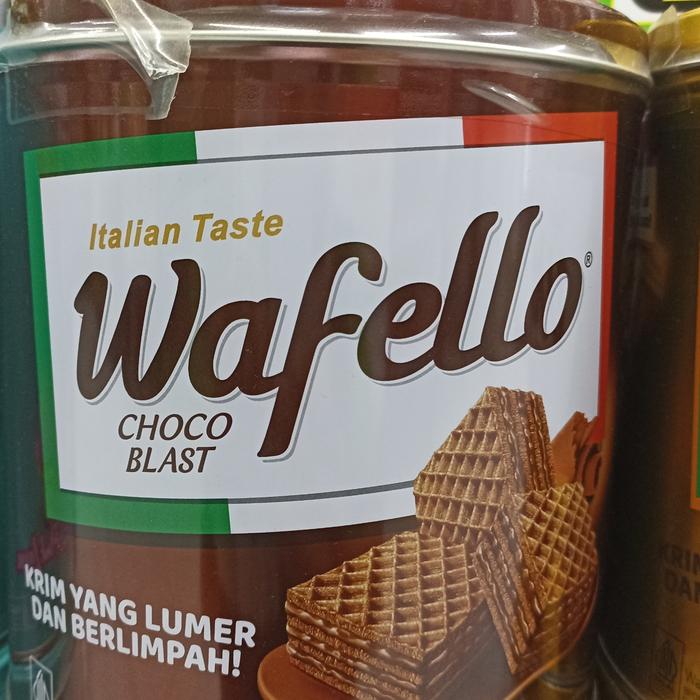 Italian Taste
Wafello®
CHOCO
BLAST
KRIM YANG LUMER
DAN BERLIMPAH!